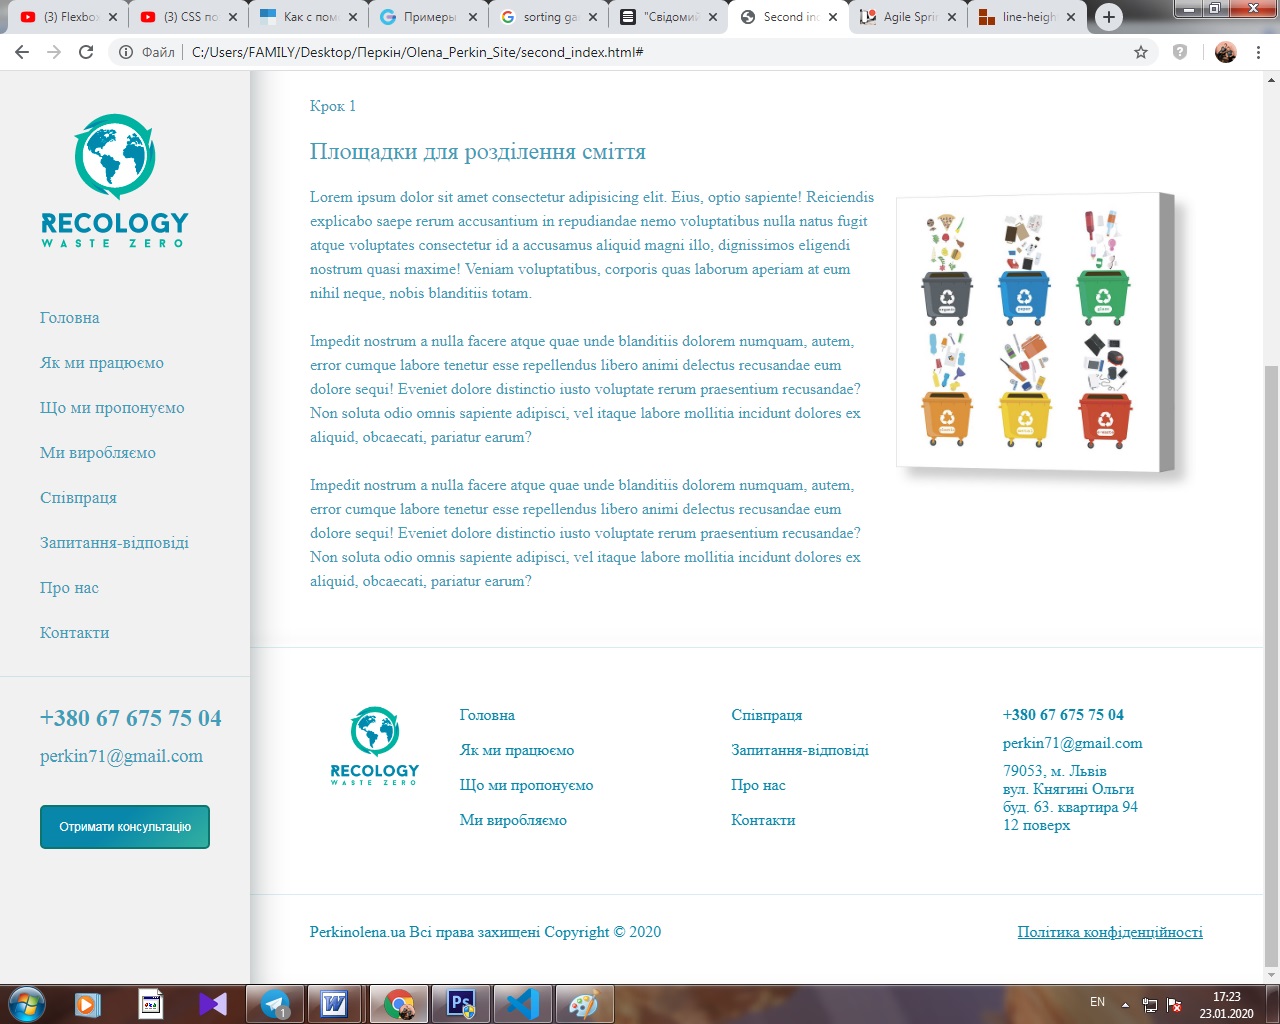 (3) Flexbo
(3) CSS по
Как с пом
Примеры
sorting gar
"Свідомий
Second ind
Agile Sprin
line-heigh
Файл
C:/Users/FAMILY/Desktop/Перкін/Olena_Perkin_Site/second_index.html#
RECOLOGY
WASTE ZERO
Головна
Як ми працюємо
Що ми пропонуємо
Ми виробляємо
Співпраця
Запитання-відповіді
Про нас
Контакти
+380 67 675 75 04
perkin71@gmail.com
Отримати консультацію
Крок 1
Площадки для розділення сміття
Lorem ipsum dolor sit amet consectetur adipisicing elit. Eius, optio sapiente! Reiciendis
explicabo saepe rerum accusantium in repudiandae nemo voluptatibus nulla natus fugit
atque voluptates consectetur id a accusamus aliquid magni illo, dignissimos eligendi
nostrum quasi maxime! Veniam voluptatibus, corporis quas laborum aperiam at eum
nihil neque, nobis blanditiis totam.
Impedit nostrum a nulla facere atque quae unde blanditiis dolorem numquam, autem,
error cumque labore tenetur esse repellendus libero animi delectus recusandae eum
dolore sequi! Eveniet dolore distinctio iusto voluptate rerum praesentium recusandae?
Non soluta odio omnis sapiente adipisci, vel itaque labore mollitia incidunt dolores ex
aliquid, obcaecati, pariatur earum?
Impedit nostrum a nulla facere atque quae unde blanditiis dolorem numquam, autem,
error cumque labore tenetur esse repellendus libero animi delectus recusandae eum
dolore sequi! Eveniet dolore distinctio iusto voluptate rerum praesentium recusandae?
Non soluta odio omnis sapiente adipisci, vel itaque labore mollitia incidunt dolores ex
aliquid, obcaecati, pariatur earum?
RECOLOGY
WASTE ZERO
Головна
Як ми працюємо
Що ми пропонуємо
Ми виробляємо
Співпраця
Запитання-відповіді
Про нас
Контакти
+380 67 675 75 04
perkin71@gmail.com
79053, м. Львів
вул. Княгині Ольги
буд. 63. квартира 94
12 поверх
Perkinolena.ua Всі права захищені Copyright © 2020
Політика конфіденційності
EN
17:23
23.01.2020